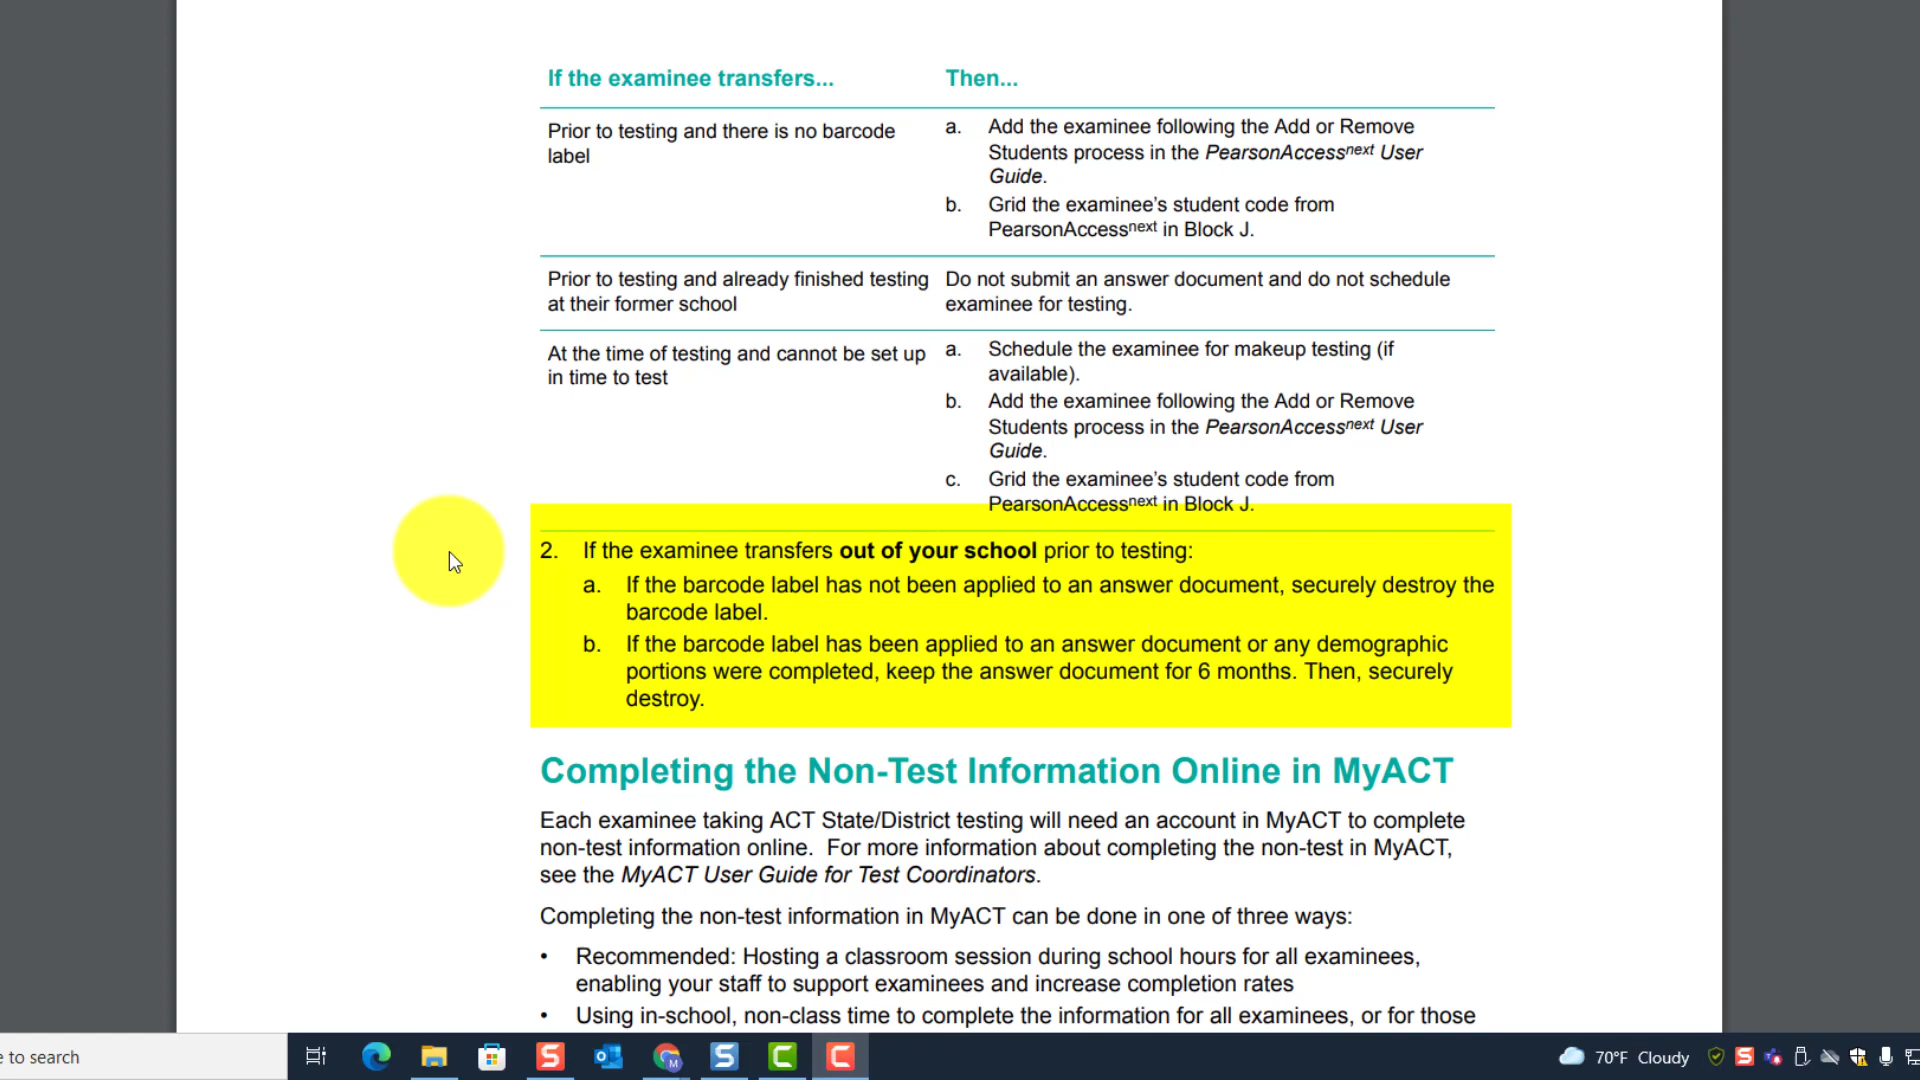 If the examinee transfers...
Then...
Prior to testing and there is no barcode
label
a. Add the examinee following the Add or Remove
Students process in the PearsonAccessnext User
Guide.
b. Grid the examinee's student code from
PearsonAccessnext in Block J.
Prior to testing and already finished testing
at their former school
Do not submit an answer document and do not schedule
examinee for testing.
At the time of testing and cannot be set up
in time to test
a. Schedule the examinee for makeup testing (if
available).
b. Add the examinee following the Add or Remove
Students process in the PearsonAccessnext User
Guide.
c. Grid the examinee's student code from
PearsonAccessnext in Block J.
2. If the examinee transfers out of your school prior to testing:
a. If the barcode label has not been applied to an answer document, securely destroy the
barcode label.
b. If the barcode label has been applied to an answer document or any demographic
portions were completed, keep the answer document for 6 months. Then, securely
destroy.
Completing the Non-Test Information Online in MyACT
Each examinee taking ACT State/District testing will need an account in MyACT to complete
non-test information online. For more information about completing the non-test in MyACT,
see the MyACT User Guide for Test Coordinators.
Completing the non-test information in MyACT can be done in one of three ways:
• Recommended: Hosting a classroom session during school hours for all examinees,
enabling your staff to support examinees and increase completion rates
• Using in-school, non-class time to complete the information for all examinees, or for those
e to search
S
M
S
C
C
70°F Cloudy
S